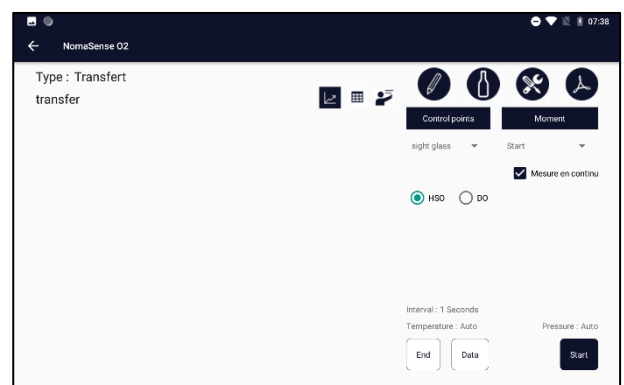 07:38
NomaSense O2
Type : Transfert
transfer
Control points
Moment
sight glass
Start
Mesure en continu
HSO
DO
Interval : 1 Seconds
Temperature : Auto
Pressure : Auto
End
Data
Start